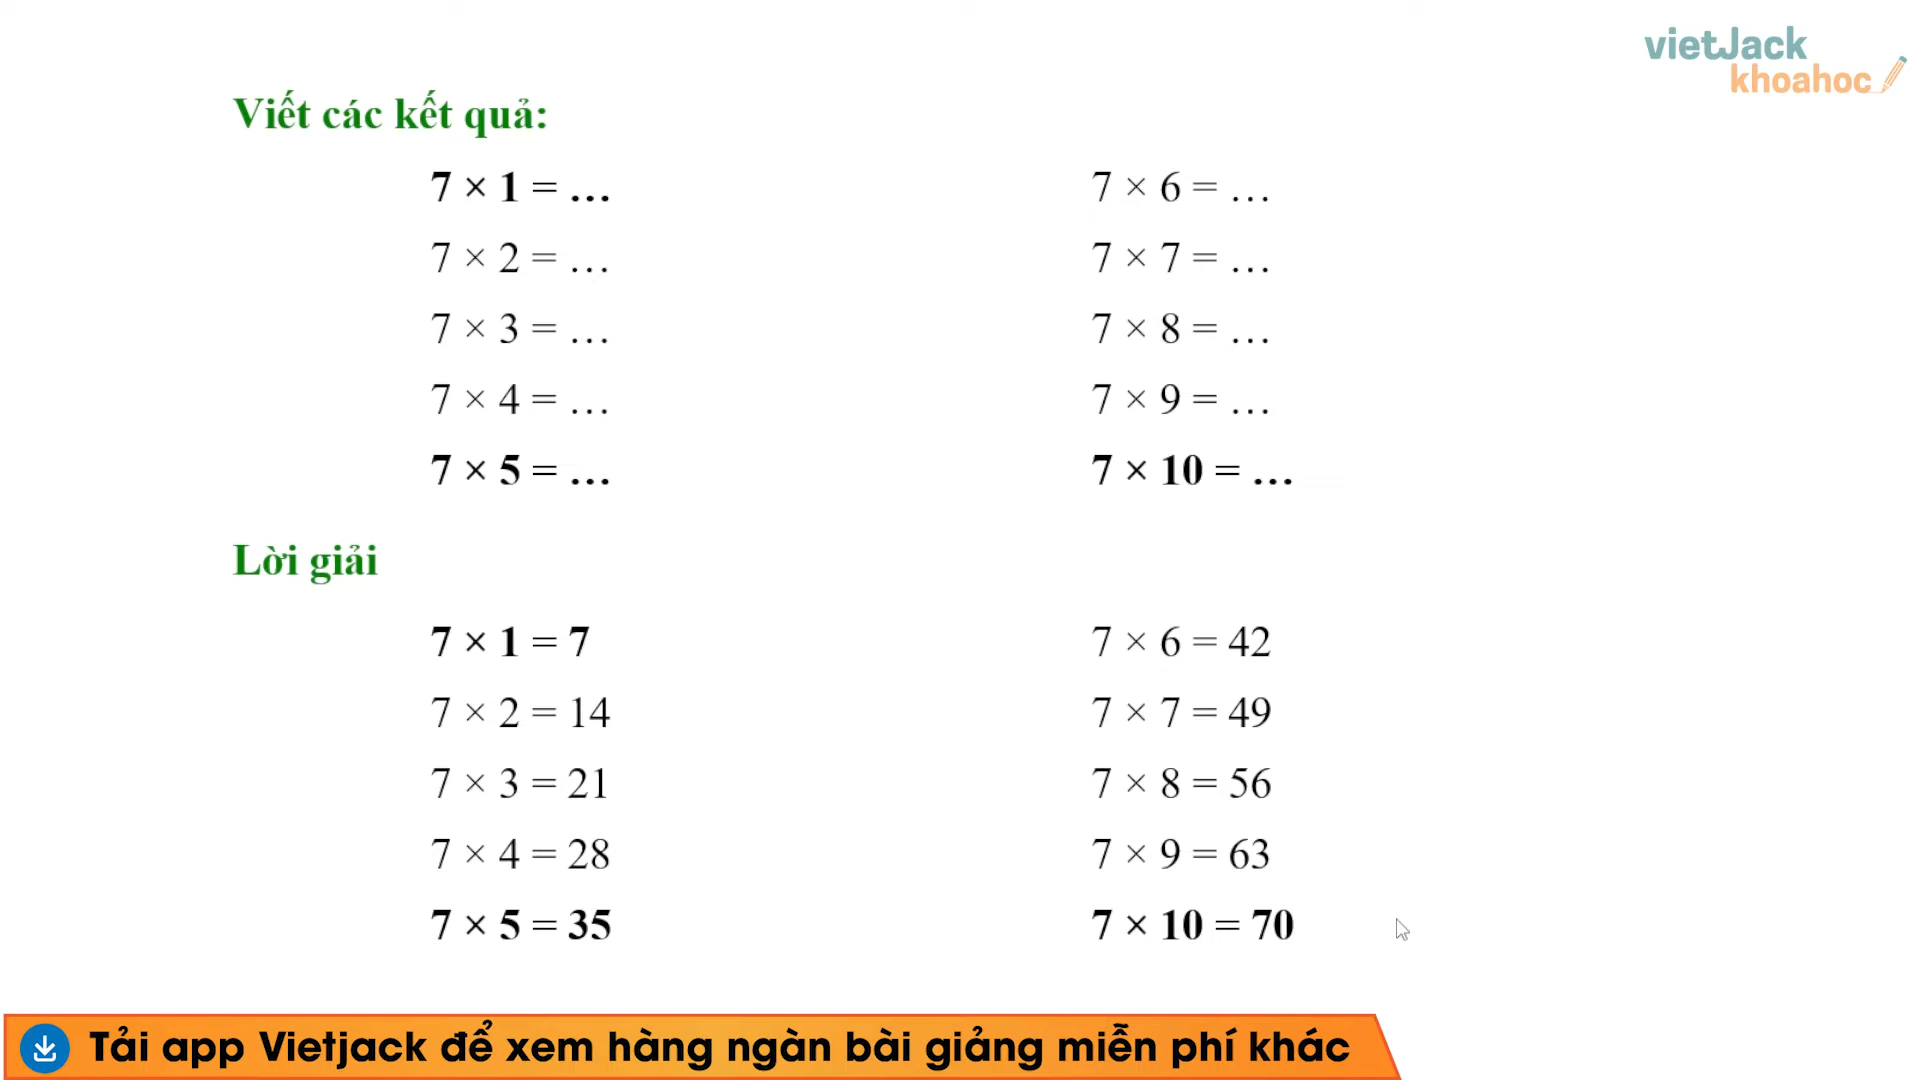 vietJack
khoahoc
Viết các kết quả:
7 × 1 = ...
7 × 6 = ...
7 × 2 = ...
7 × 7 = ...
7 × 3 = ...
7 × 8 = ...
7 × 4 = ...
7 × 9 = ...
7 × 5 = ...
7 × 10 = ...
Lời giải
7 × 1 = 7
7 × 6 = 42
7 × 2 = 14
7 × 7 = 49
7 × 3 = 21
7 × 8 = 56
7 × 4 = 28
7 × 9 = 63
7 × 5 = 35
7 × 10 = 70
Tải app Vietjack để xem hàng ngàn bài giảng miễn phí khác